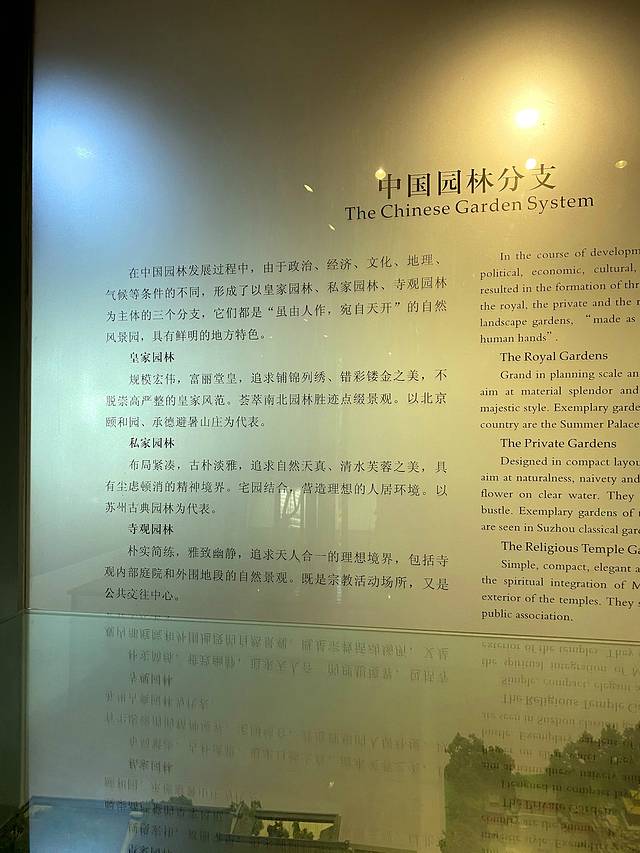 中国园林分支
The Chinese Garden System
在中国园林发展过程中，由于政治、经济、文化、地理、
气候等条件的不同，形成了以皇家园林、私家园林、寺观园林
为主体的三个分支，它们都是“虽由人作，宛自天开”的自然
风景园，具有鲜明的地方特色。
皇家园林
规模宏伟，富丽堂皇，追求铺锦列绣、错彩镂金之美，不
脱崇高严整的皇家风范。荟萃南北园林胜迹点缀景观。以北京
颐和园、承德避暑山庄为代表。
私家园林
布局紧凑，古朴淡雅，追求自然天真、清水芙蓉之美，具
有尘虑顿消的精神境界。宅园结合，营造理想的人居环境。以
苏州古典园林为代表。
寺观园林
朴实简练，雅致幽静，追求天人合一的理想境界，包括寺
观内部庭院和外围地段的自然景观。既是宗教活动场所，又是
公共交往中心。
In the course of developm
political, economic, cultural,
resulted in the formation of thr
the royal, the private and the
landscape gardens, “made as
human hands”.
The Royal Gardens
Grand in planning scale an
aim at material splendor and
majestic style. Exemplary garde
country are the Summer Palace
The Private Gardens
Designed in compact layou
aim at naturalness, naivety and
flower on clear water. They
bustle. Exemplary gardens of
are seen in Suzhou classical gard
The Religious Temple Ga
Simple, compact, elegant a
the spiritual integration of M
exterior of the temples. They s
public association.